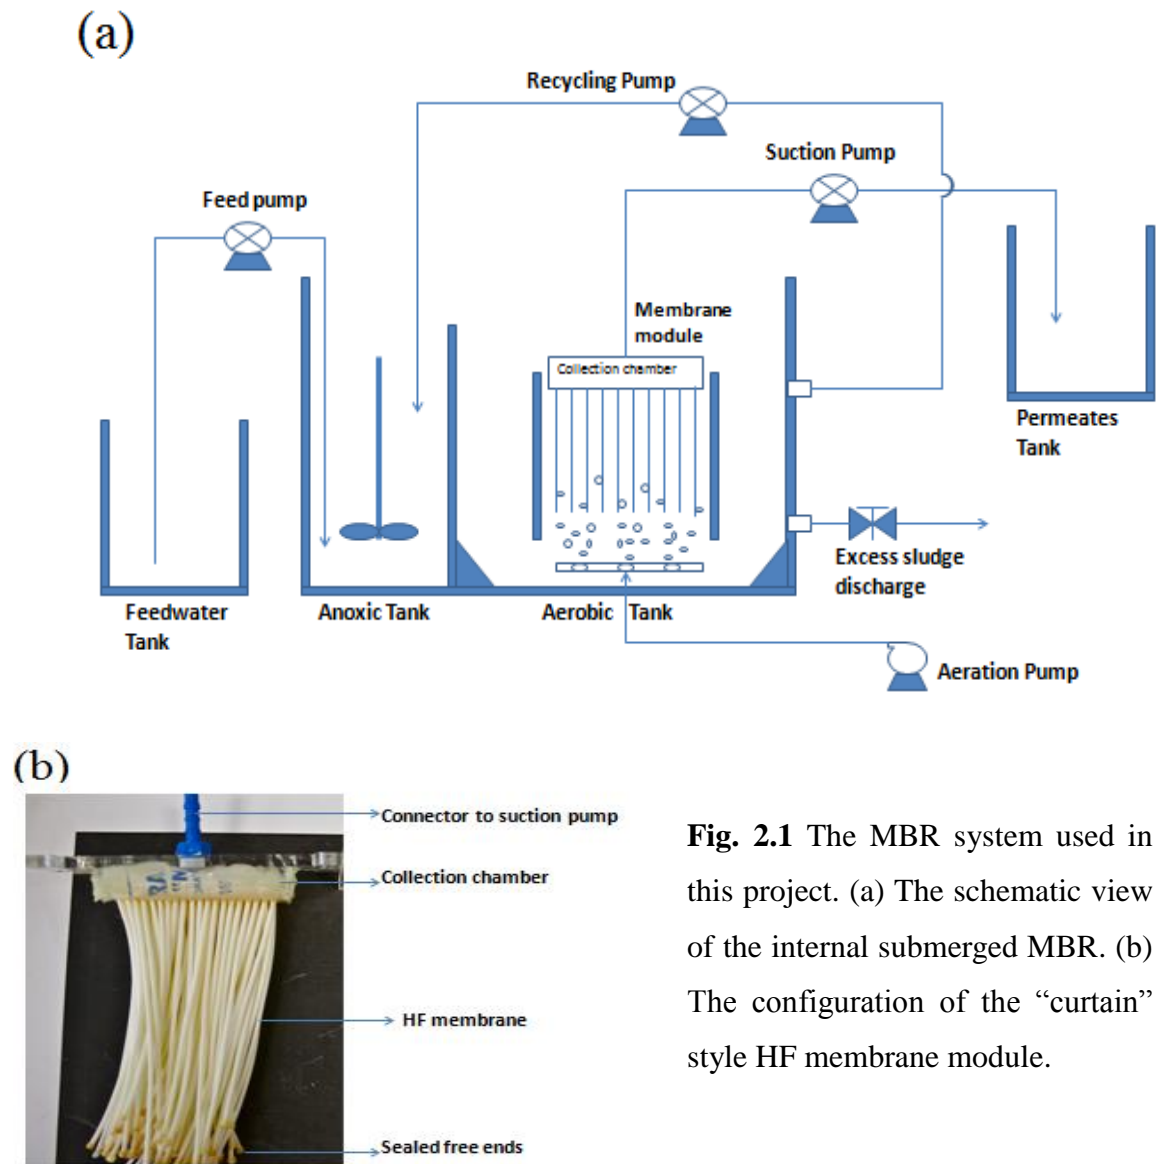 (a)
Recycling Pump
Suction Pump
Feed pump
Membrane
module
Collection chamber
Permeates
Tank
Excess sludge
discharge
Feedwater
Tank
Anoxic Tank
Aerobic Tank
Aeration Pump
(b)
Connector to suction pump
Collection chamber
HF membrane
Sealed free ends
Fig. 2.1 The MBR system used in
this project. (a) The schematic view
of the internal submerged MBR. (b)
The configuration of the “curtain”
style HF membrane module.